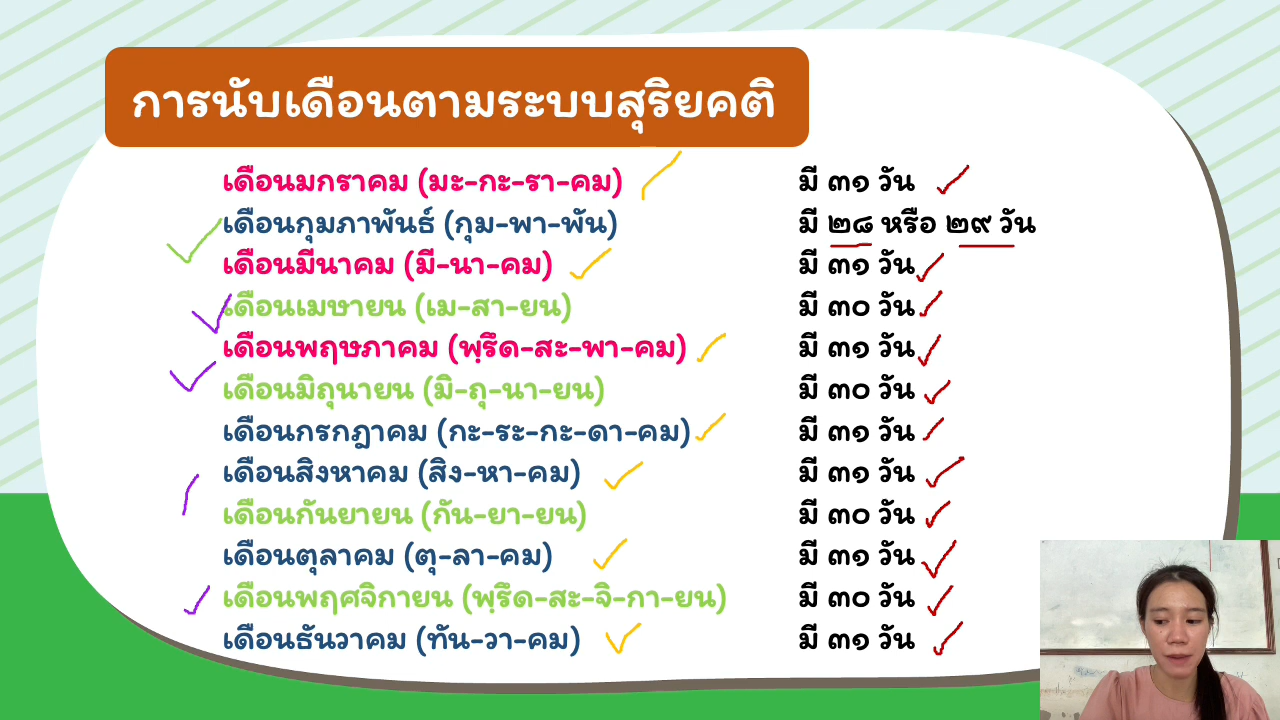 การนับเดือนตามระบบสุริยคติ
เดือนมกราคม (มะ-กะ-รา-คม) มี ๓๑ วัน
เดือนกุมภาพันธ์ (กุม-พา-พัน) มี ๒๘ หรือ ๒๙ วัน
เดือนมีนาคม (มี-นา-คม) มี ๓๑ วัน
เดือนเมษายน (เม-สา-ยน) มี ๓๐ วัน
เดือนพฤษภาคม (พฺรึด-สะ-พา-คม) มี ๓๑ วัน
เดือนมิถุนายน (มิ-ถุ-นา-ยน) มี ๓๐ วัน
เดือนกรกฎาคม (กะ-ระ-กะ-ดา-คม) มี ๓๑ วัน
เดือนสิงหาคม (สิง-หา-คม) มี ๓๑ วัน
เดือนกันยายน (กัน-ยา-ยน) มี ๓๐ วัน
เดือนตุลาคม (ตุ-ลา-คม) มี ๓๑ วัน
เดือนพฤศจิกายน (พฺรึด-สะ-จิ-กา-ยน) มี ๓๐ วัน
เดือนธันวาคม (ทัน-วา-คม) มี ๓๑ วัน